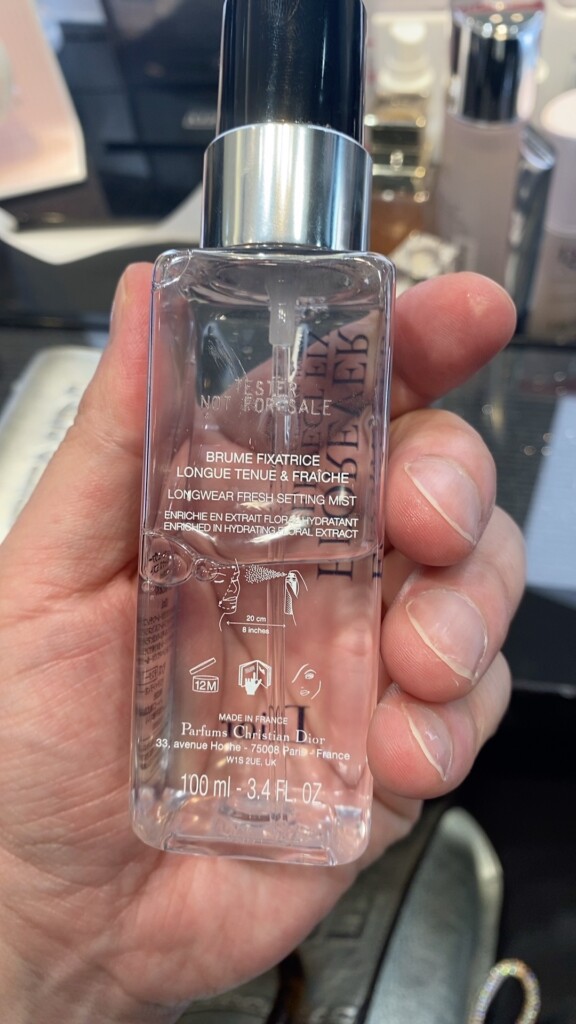 TESTER
NOT FOR SALE
BRUME FIXATRICE
LONGUE TENUE & FRAÎCHE
LONGWEAR FRESH SETTING MIST
ENRICHIE EN EXTRAIT FLORAL HYDRATANT
ENRICHED IN HYDRATING FLORAL EXTRACT
20 cm
8 inches
12M
MADE IN FRANCE
Parfums Christian Dior
33, avenue Hoche - 75008 Paris - France
W1S 2UE, UK
100 ml - 3.4 FL. OZ.
FOREVER
Dior